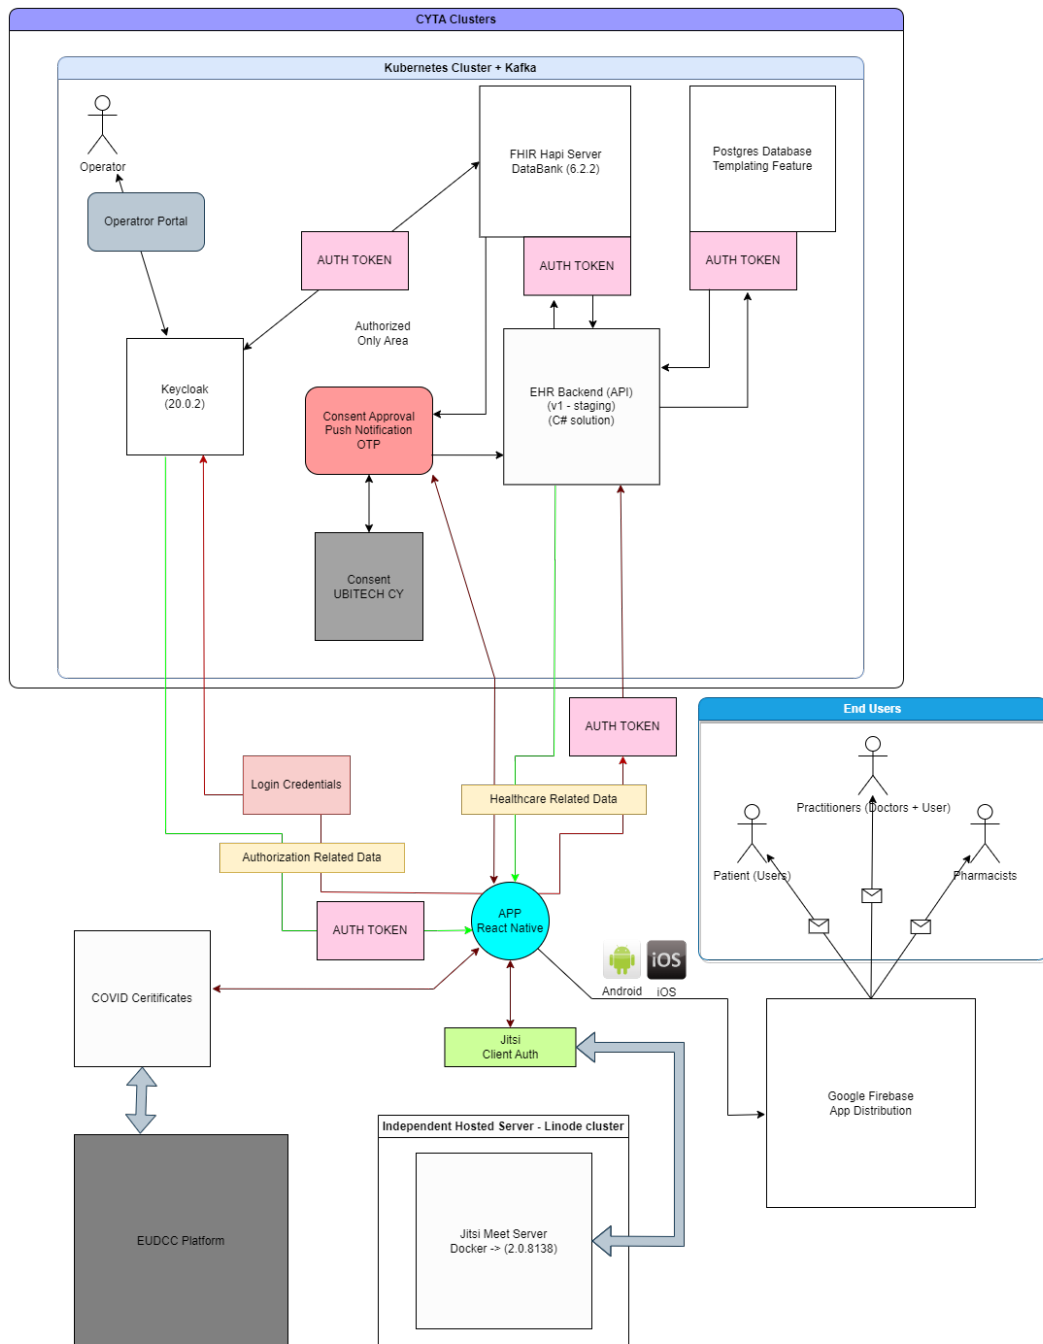 CYTA Clusters
Kubernetes Cluster + Kafka
Operator
Operatror Portal
FHIR Hapi Server
DataBank (6.2.2)
Postgres Database
Templating Feature
AUTH TOKEN
AUTH TOKEN
AUTH TOKEN
Authorized
Only Area
Keycloak
(20.0.2)
Consent Approval
Push Notification
OTP
EHR Backend (API)
(v1 - staging)
(C# solution)
Consent
UBITECH CY
AUTH TOKEN
End Users
Login Credentials
Healthcare Related Data
Practitioners (Doctors + User)
Authorization Related Data
Patient (Users)
Pharmacists
APP
React Native
AUTH TOKEN
iOS
Android
iOS
COVID Ceritificates
Jitsi
Client Auth
Google Firebase
App Distribution
Independent Hosted Server - Linode cluster
EUDCC Platform
Jitsi Meet Server
Docker -> (2.0.8138)